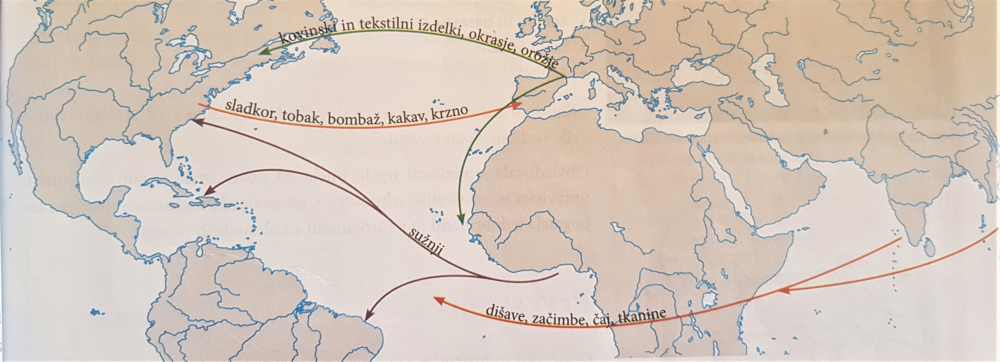 kovinski in tekstilni izdelki, okrasje, orožje
sladkor, tobak, bombaž, kakav, krzno
sužnji
dišave, začimbe, čaj, tkanine